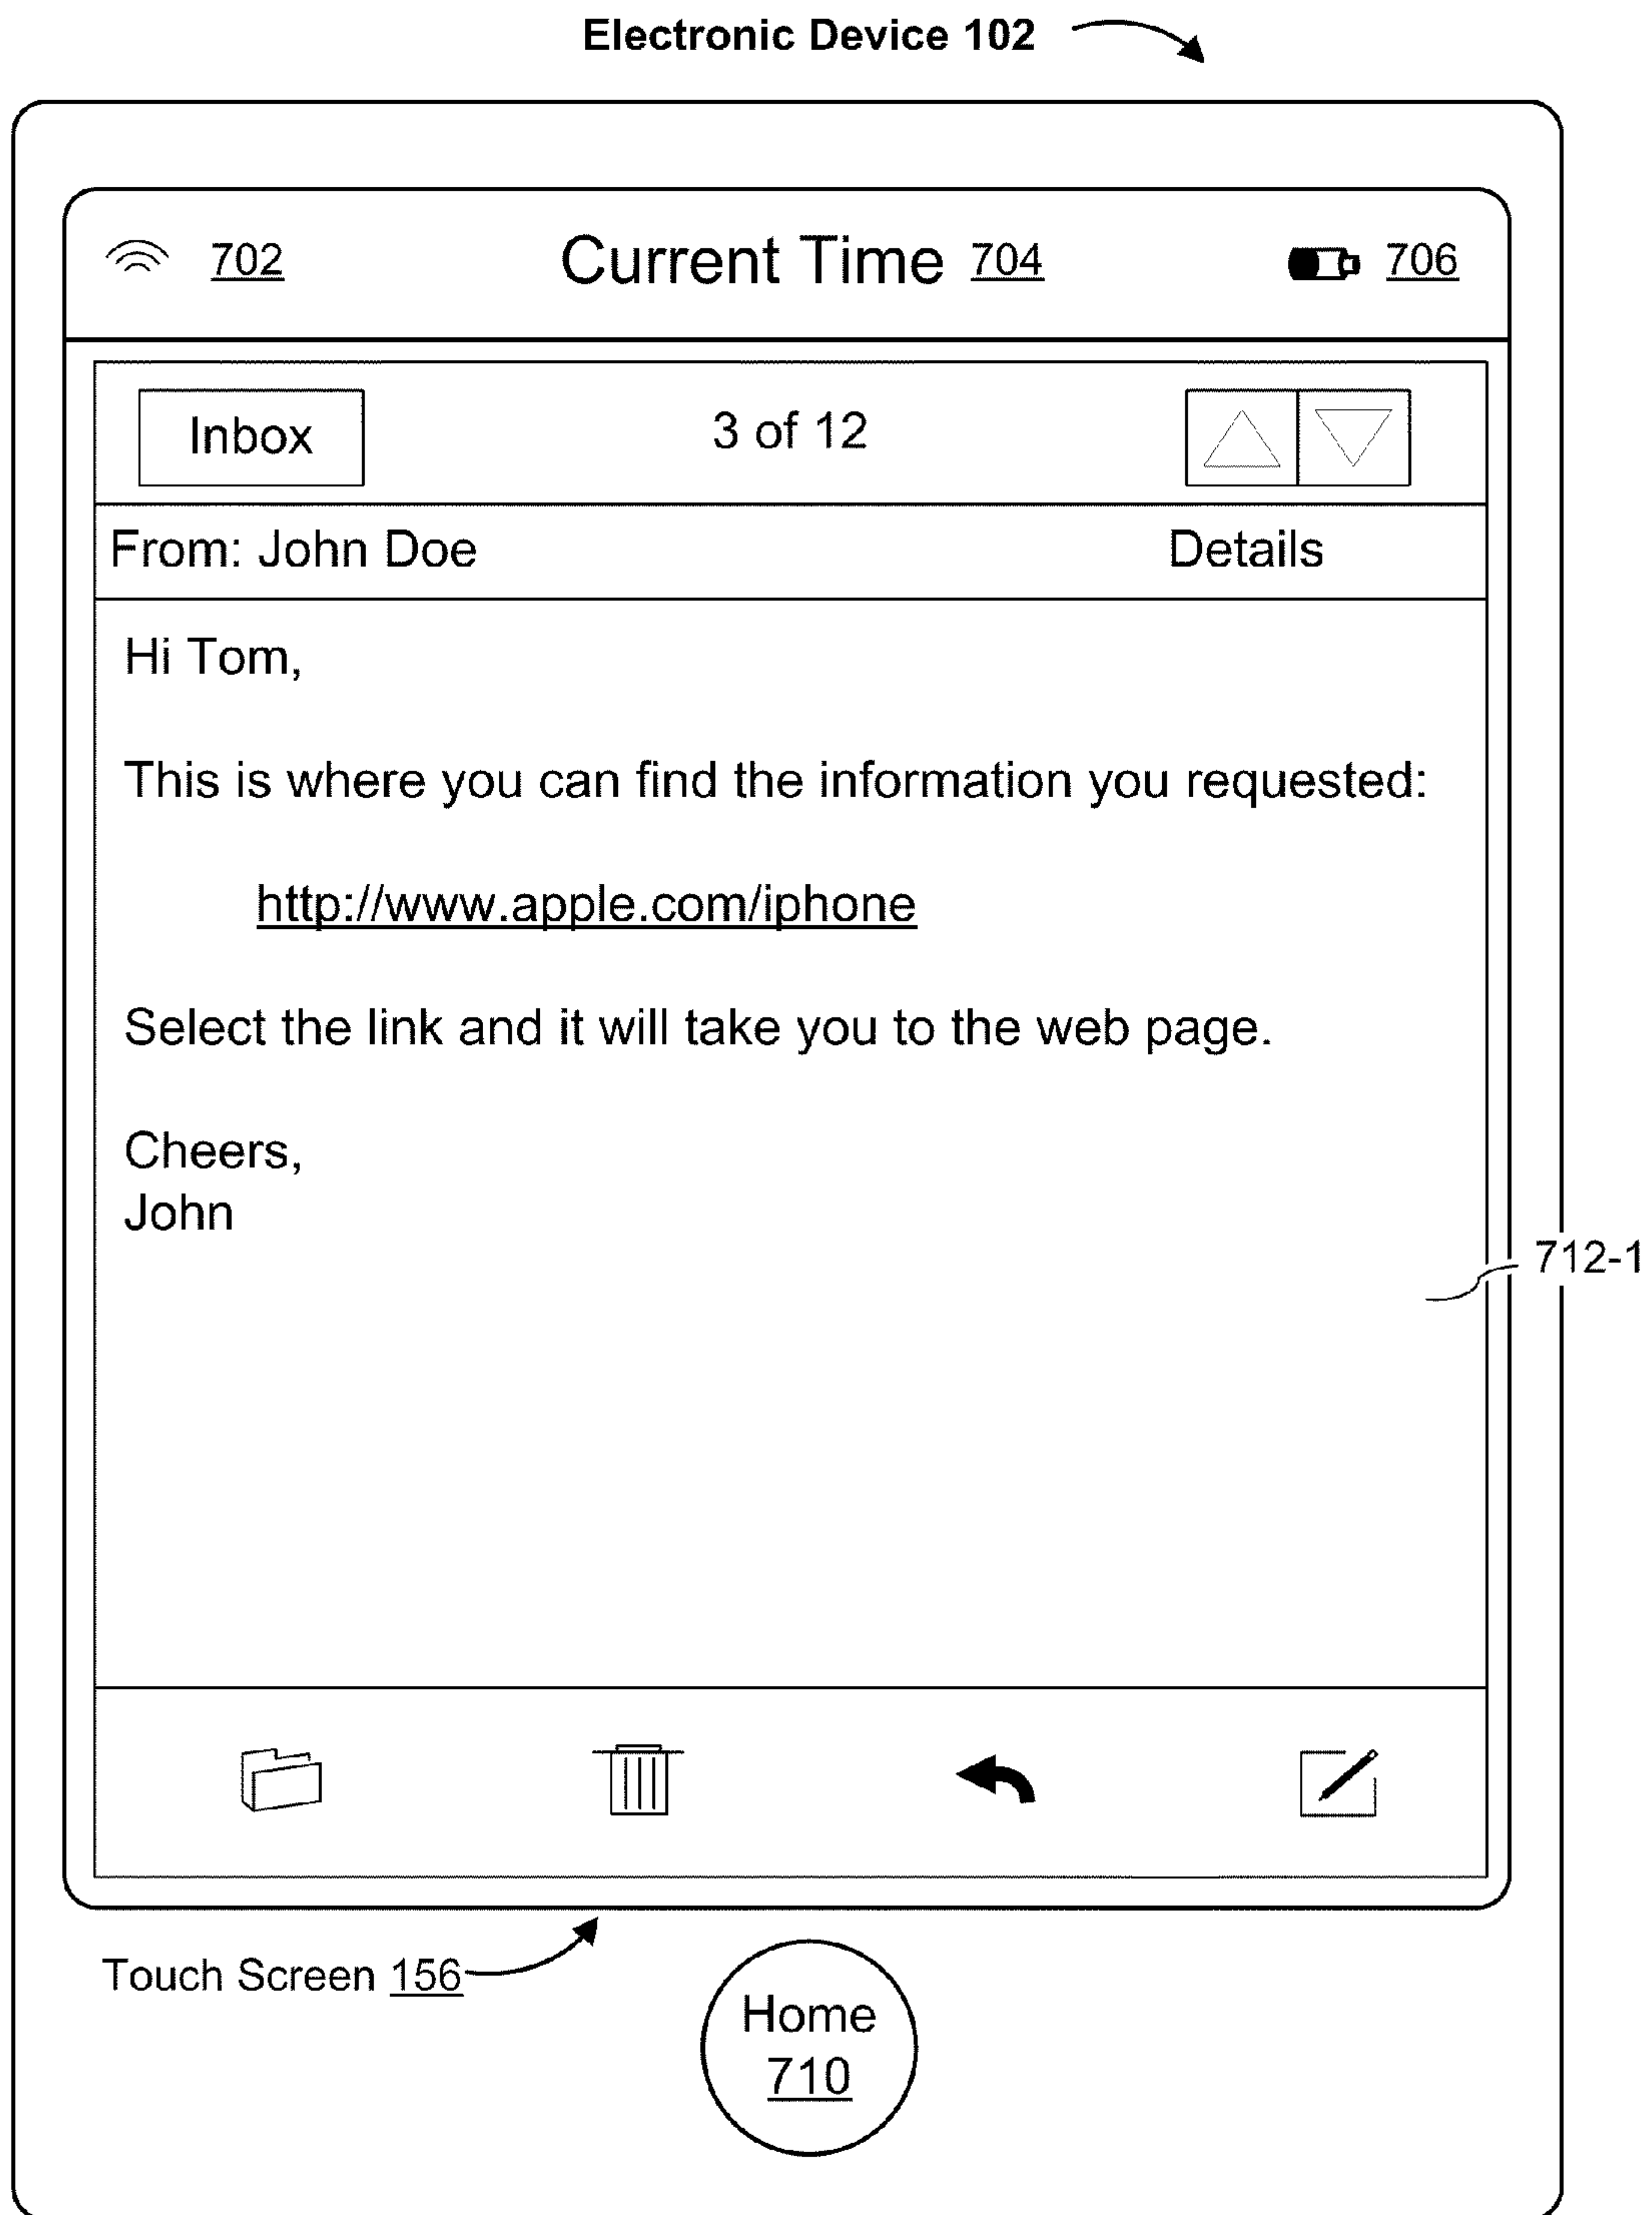 Electronic Device 102
702 Current Time 704 706
Inbox 3 of 12
From: John Doe Details
Hi Tom,
This is where you can find the information you requested:
http://www.apple.com/iphone
Select the link and it will take you to the web page.
Cheers,
John
712-1
Touch Screen 156
Home
710